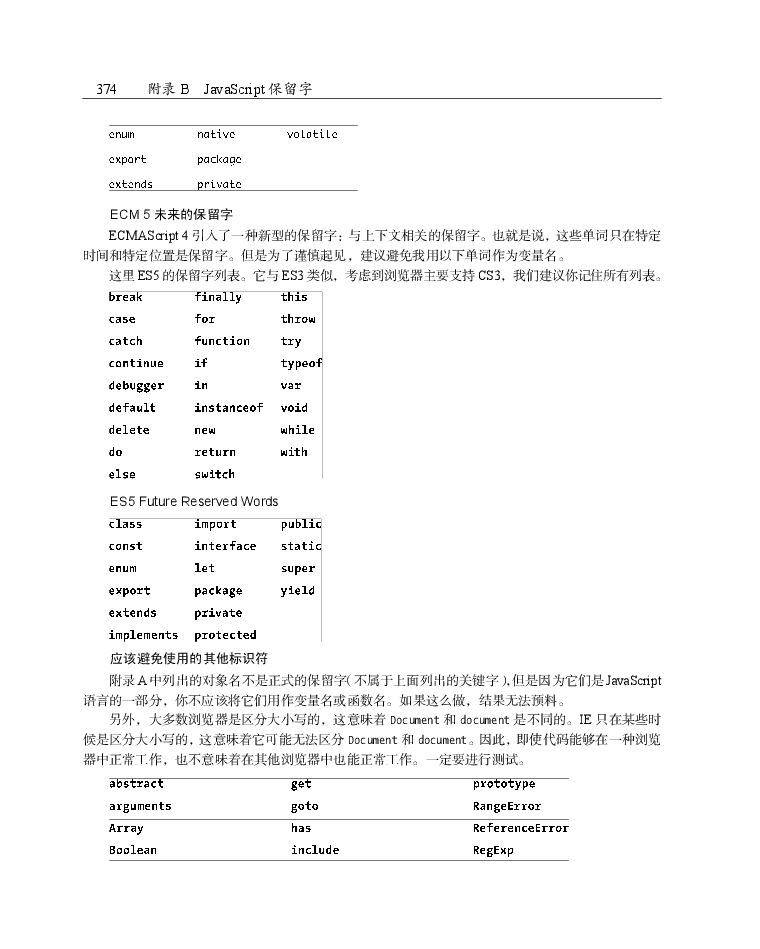 374 附录 B JavaScript 保留字
enum native volatile
export package
extends private
ECM 5 未来的保留字
ECMAScript 4 引入了一种新型的保留字：与上下文相关的保留字。也就是说，这些单词只在特定
时间和特定位置是保留字。但是为了谨慎起见，建议避免我用以下单词作为变量名。
这里 ES5 的保留字列表。它与 ES3 类似，考虑到浏览器主要支持 CS3，我们建议你记住所有列表。
break finally this
case for throw
catch function try
continue if typeof
debugger in var
default instanceof void
delete new while
do return with
else switch
ES5 Future Reserved Words
class import public
const interface static
enum let super
export package yield
extends private
implements protected
应该避免使用的其他标识符
附录 A 中列出的对象名不是正式的保留字（不属于上面列出的关键字），但是因为它们是 JavaScript
语言的一部分，你不应该将它们用作变量名或函数名。如果这么做，结果无法预料。
另外，大多数浏览器是区分大小写的，这意味着 Document 和 document 是不同的。IE 只在某些时
候是区分大小写的，这意味着它可能无法区分 Document 和 document。因此，即使代码能够在一种浏览
器中正常工作，也不意味着在其他浏览器中也能正常工作。一定要进行测试。
abstract get prototype
arguments goto RangeError
Array has ReferenceError
Boolean include RegExp